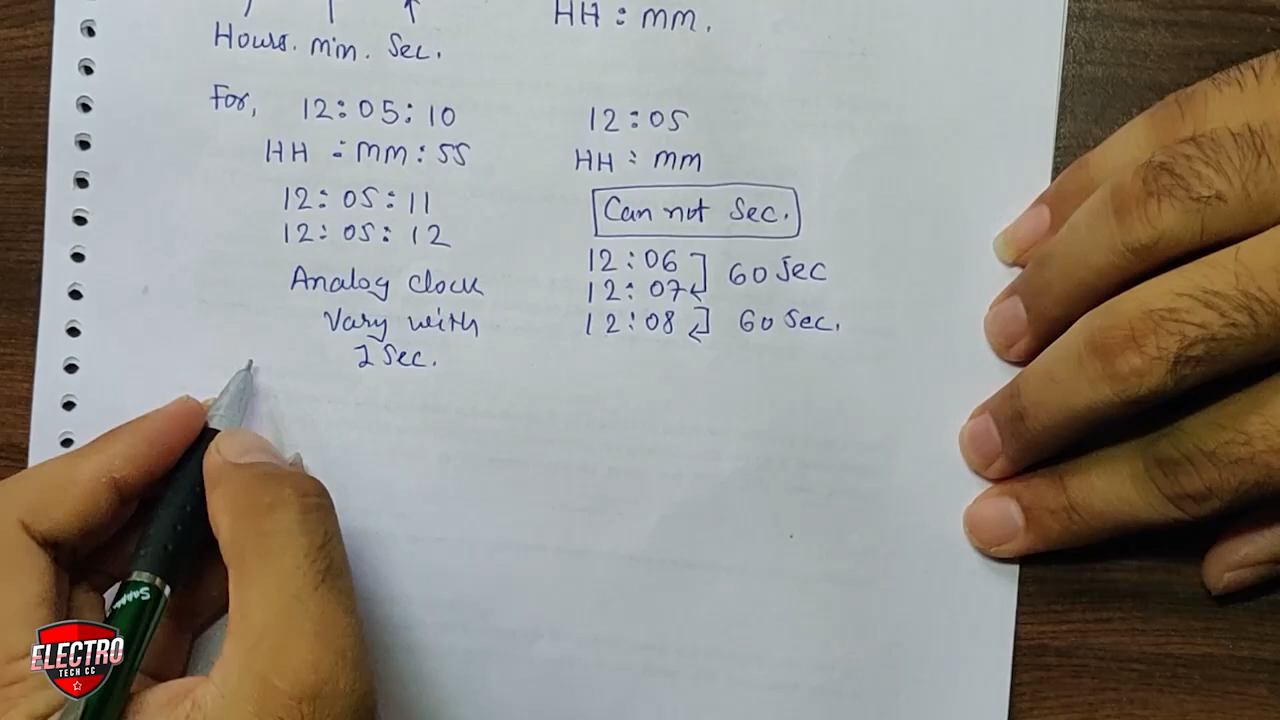 Hours. min. Sec.
HH : mm.
For, 12:05:10
HH : mm : SS
12:05:11
12:05:12
Analog clock
Vary with
1 Sec.
12:05
HH : mm
Can not Sec.
12:06
12:07
60 Sec
12:08
60 Sec.
ELECTRO
TECH CC